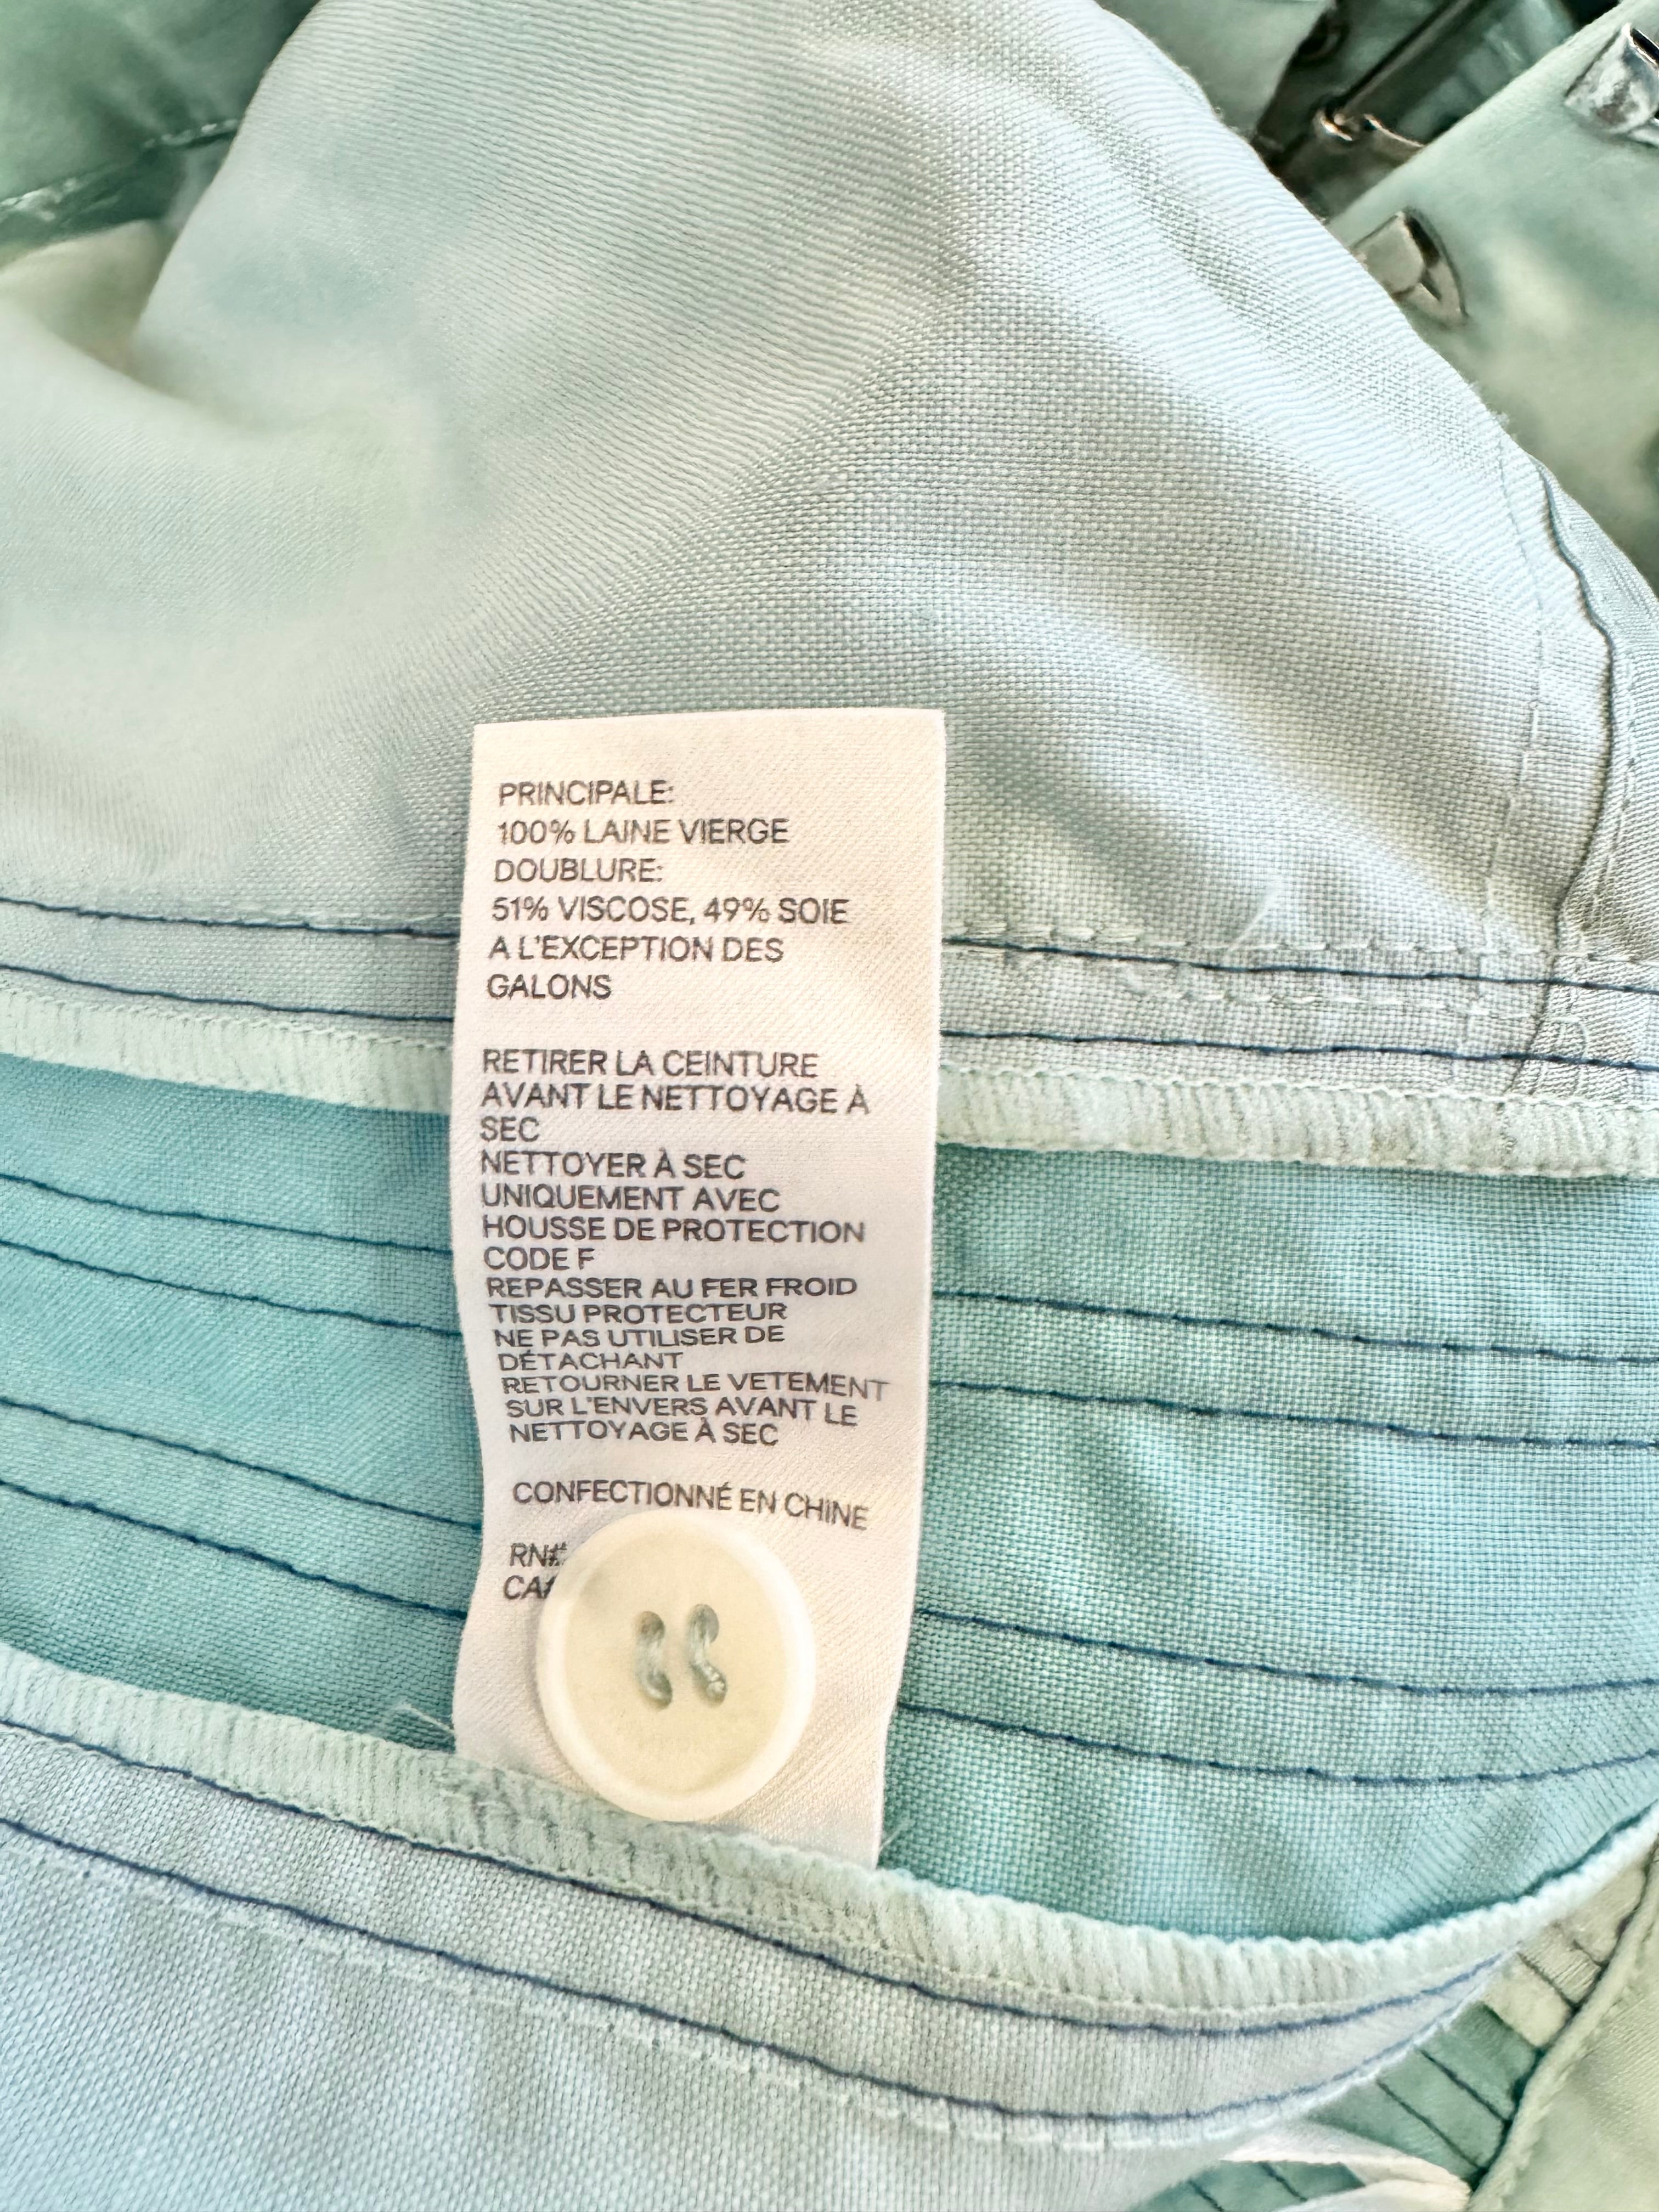 PRINCIPALE:
100% LAINE VIERGE
DOUBLURE:
51% VISCOSE, 49% SOIE
A L'EXCEPTION DES
GALONS
RETIRER LA CEINTURE
AVANT LE NETTOYAGE À
SEC
NETTOYER À SEC
UNIQUEMENT AVEC
HOUSSE DE PROTECTION
CODE F
REPASSER AU FER FROID
TISSU PROTECTEUR
NE PAS UTILISER DE
DÉTACHANT
RETOURNER LE VETEMENT
SUR L'ENVERS AVANT LE
NETTOYAGE À SEC
CONFECTIONNÉ EN CHINE
RN#
CA#